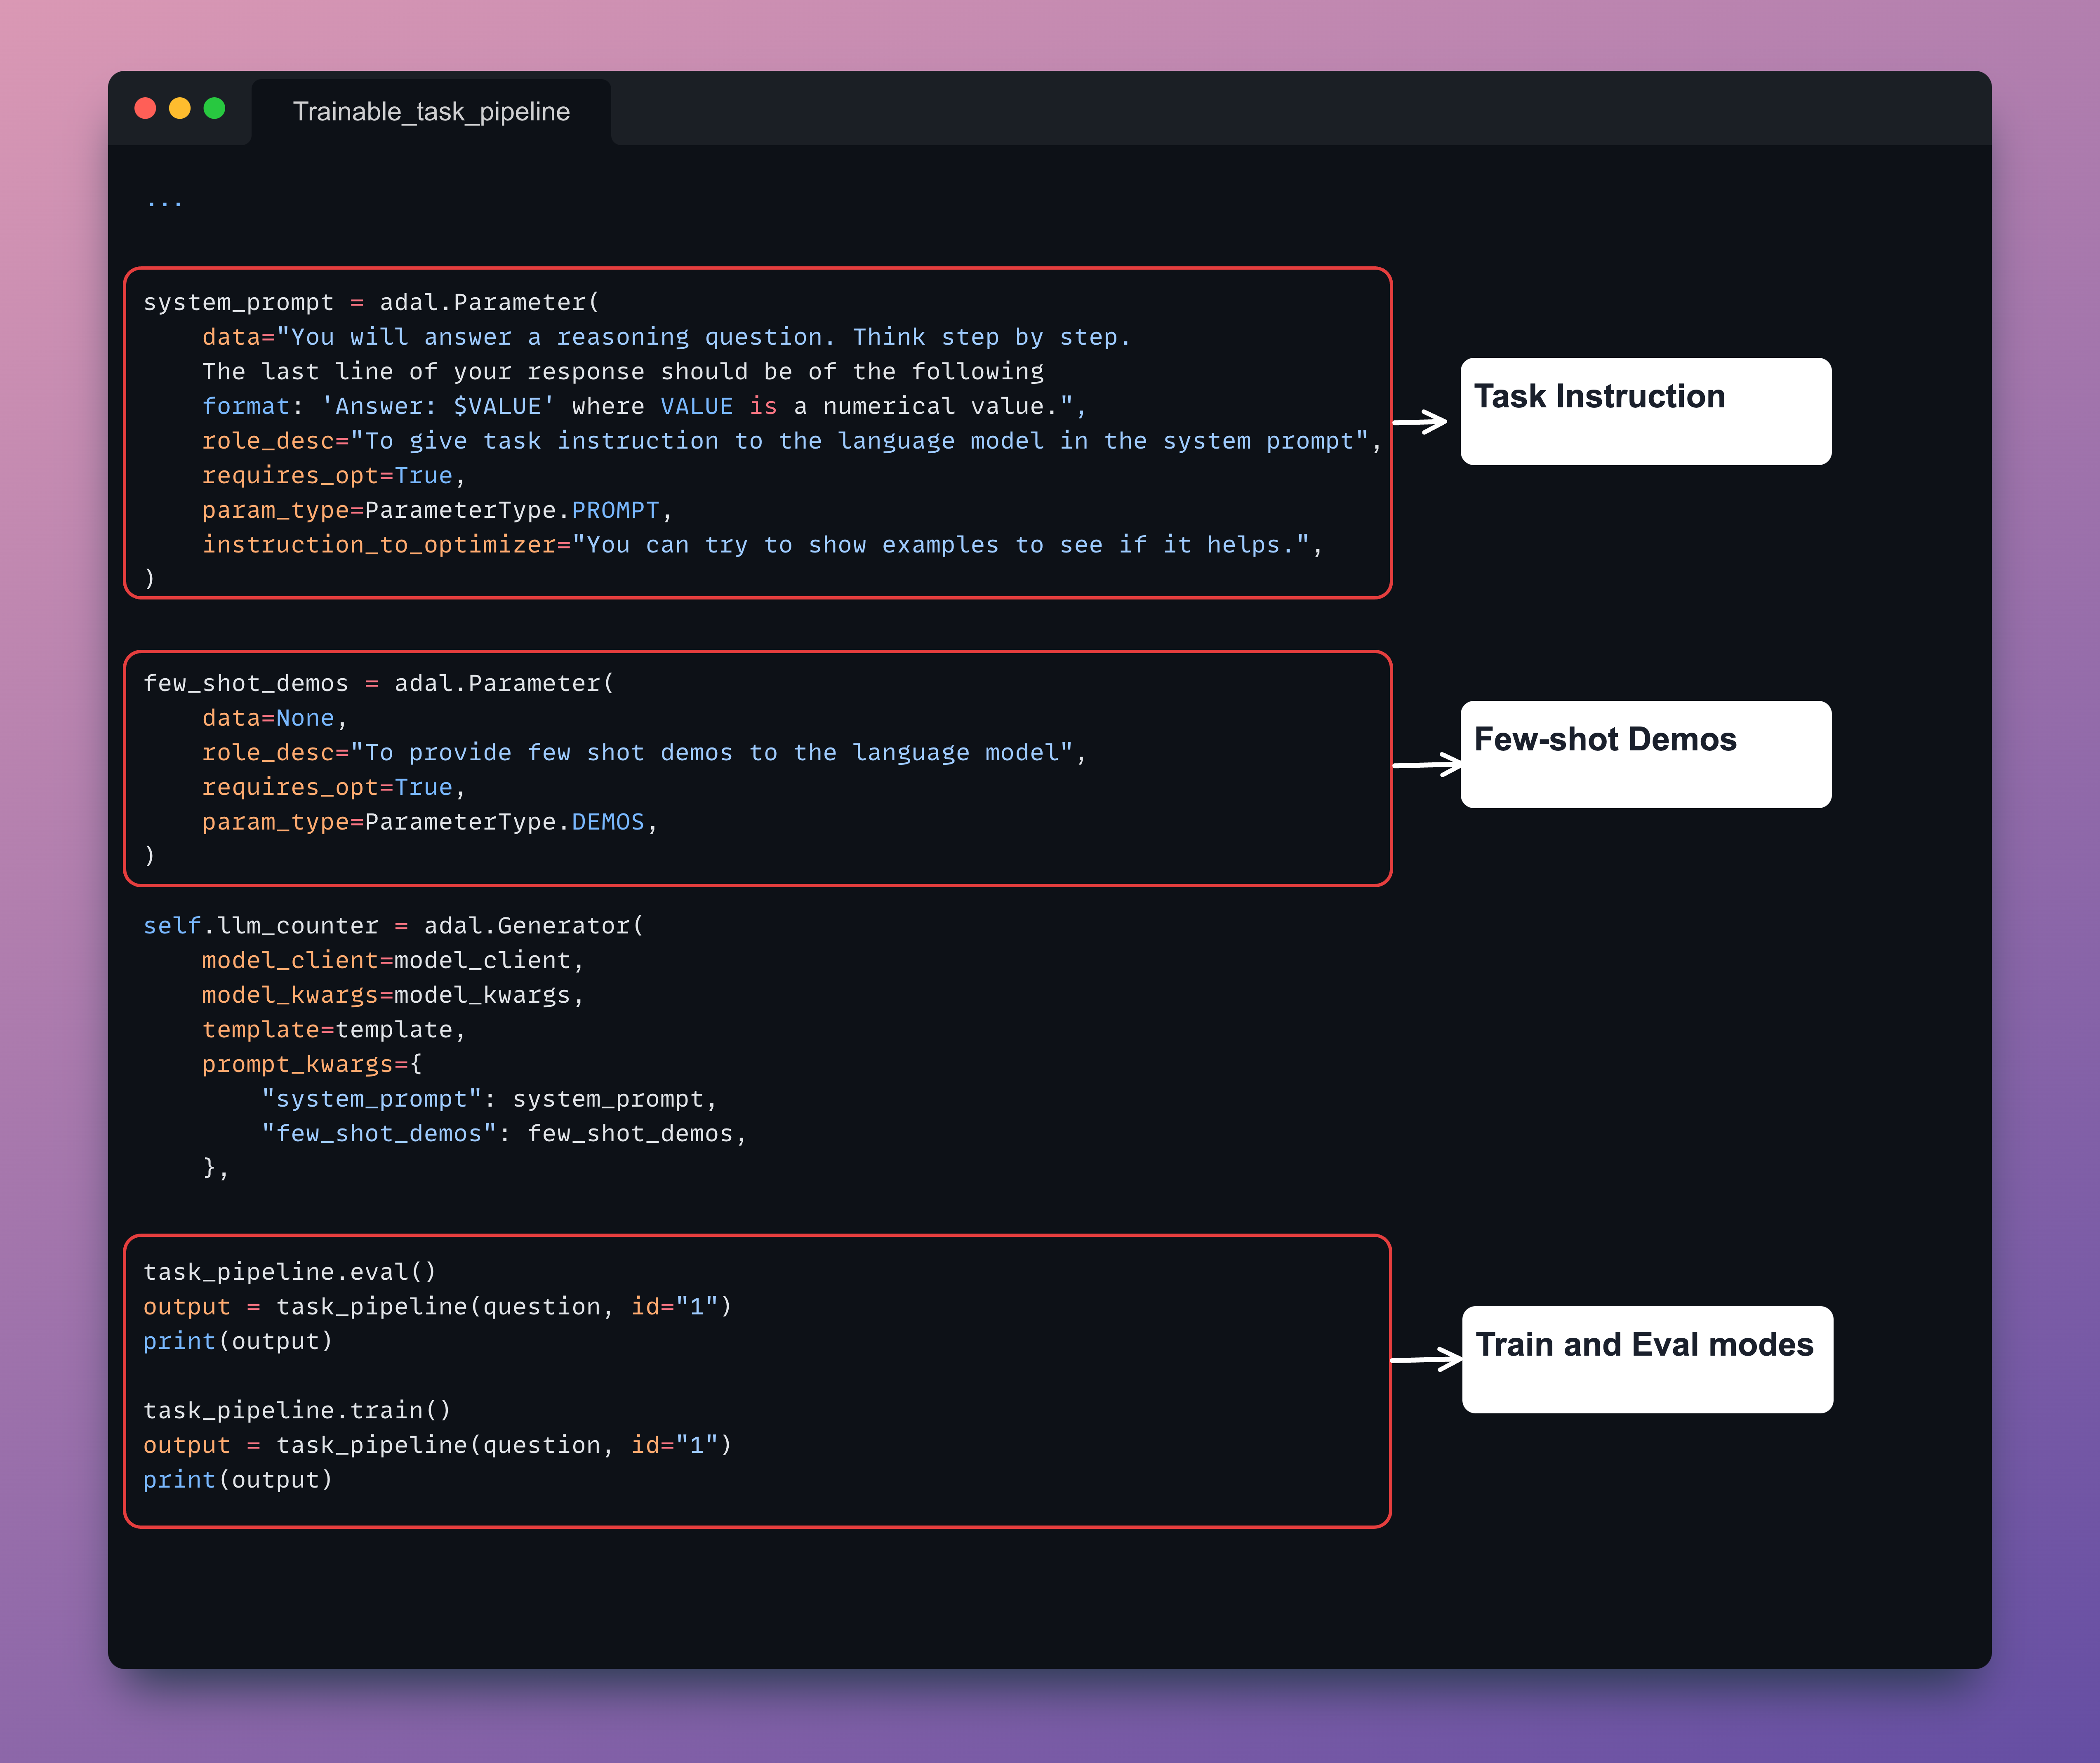 Trainable_task_pipeline
...
system_prompt = adal.Parameter(
    data="You will answer a reasoning question. Think step by step.
    The last line of your response should be of the following
    format: 'Answer: $VALUE' where VALUE is a numerical value.",
    role_desc="To give task instruction to the language model in the system prompt",
    requires_opt=True,
    param_type=ParameterType.PROMPT,
    instruction_to_optimizer="You can try to show examples to see if it helps.",
)
Task Instruction
few_shot_demos = adal.Parameter(
    data=None,
    role_desc="To provide few shot demos to the language model",
    requires_opt=True,
    param_type=ParameterType.DEMOS,
)
Few-shot Demos
self.llm_counter = adal.Generator(
    model_client=model_client,
    model_kwargs=model_kwargs,
    template=template,
    prompt_kwargs={
        "system_prompt": system_prompt,
        "few_shot_demos": few_shot_demos,
    },
task_pipeline.eval()
output = task_pipeline(question, id="1")
print(output)
task_pipeline.train()
output = task_pipeline(question, id="1")
print(output)
Train and Eval modes